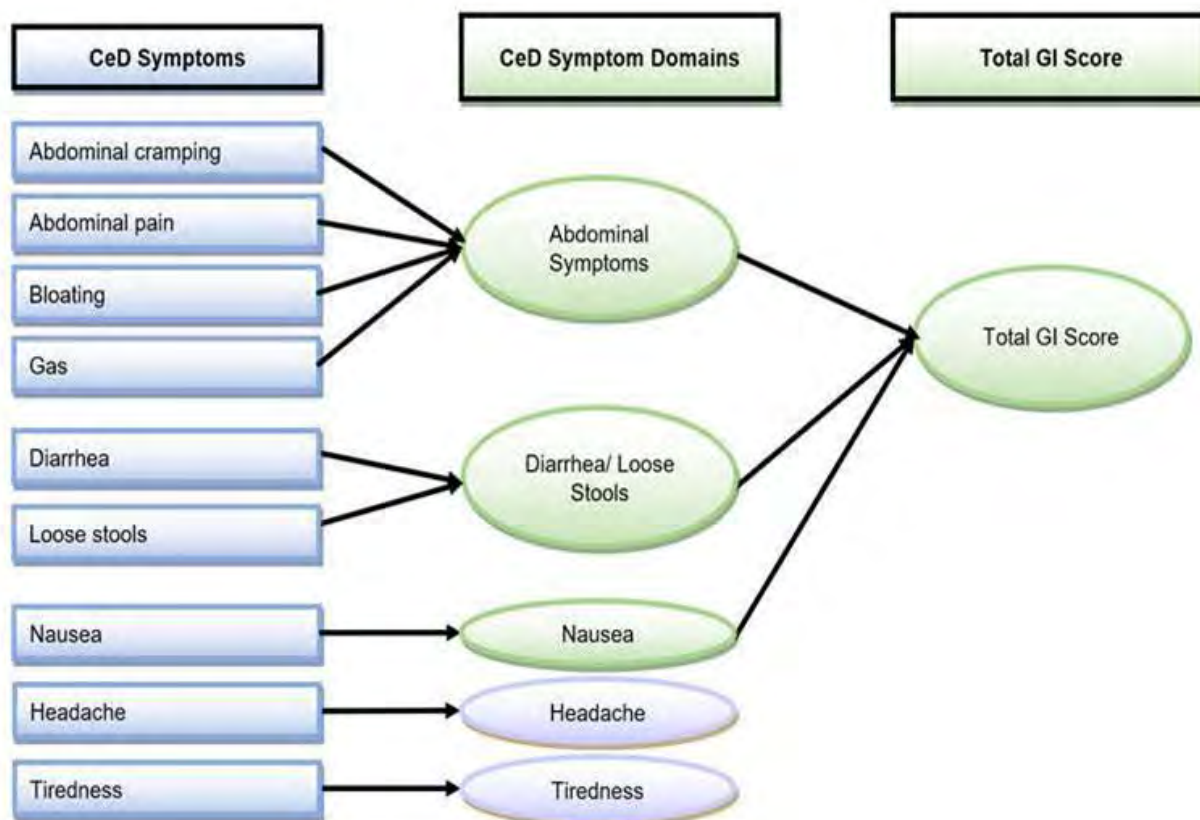 CeD Symptoms
CeD Symptom Domains
Total GI Score
Abdominal cramping
Abdominal pain
Bloating
Gas
Diarrhea
Loose stools
Nausea
Headache
Tiredness
Abdominal
Symptoms
Diarrhea/ Loose
Stools
Nausea
Headache
Tiredness
Total GI Score